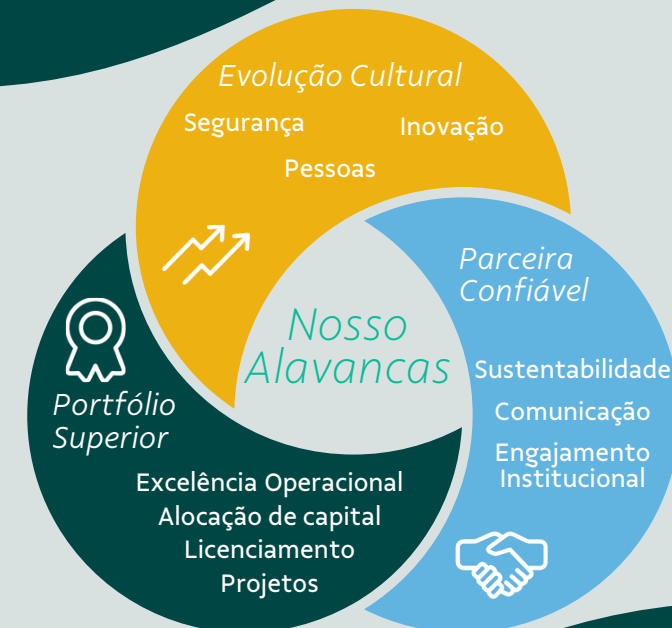 Evolução Cultural
Segurança
Inovação
Pessoas
Parceira
Confiável
Sustentabilidade
Comunicação
Engajamento
Institucional
Nosso
Alavancas
Portfólio
Superior
Excelência Operacional
Alocação de capital
Licenciamento
Projetos